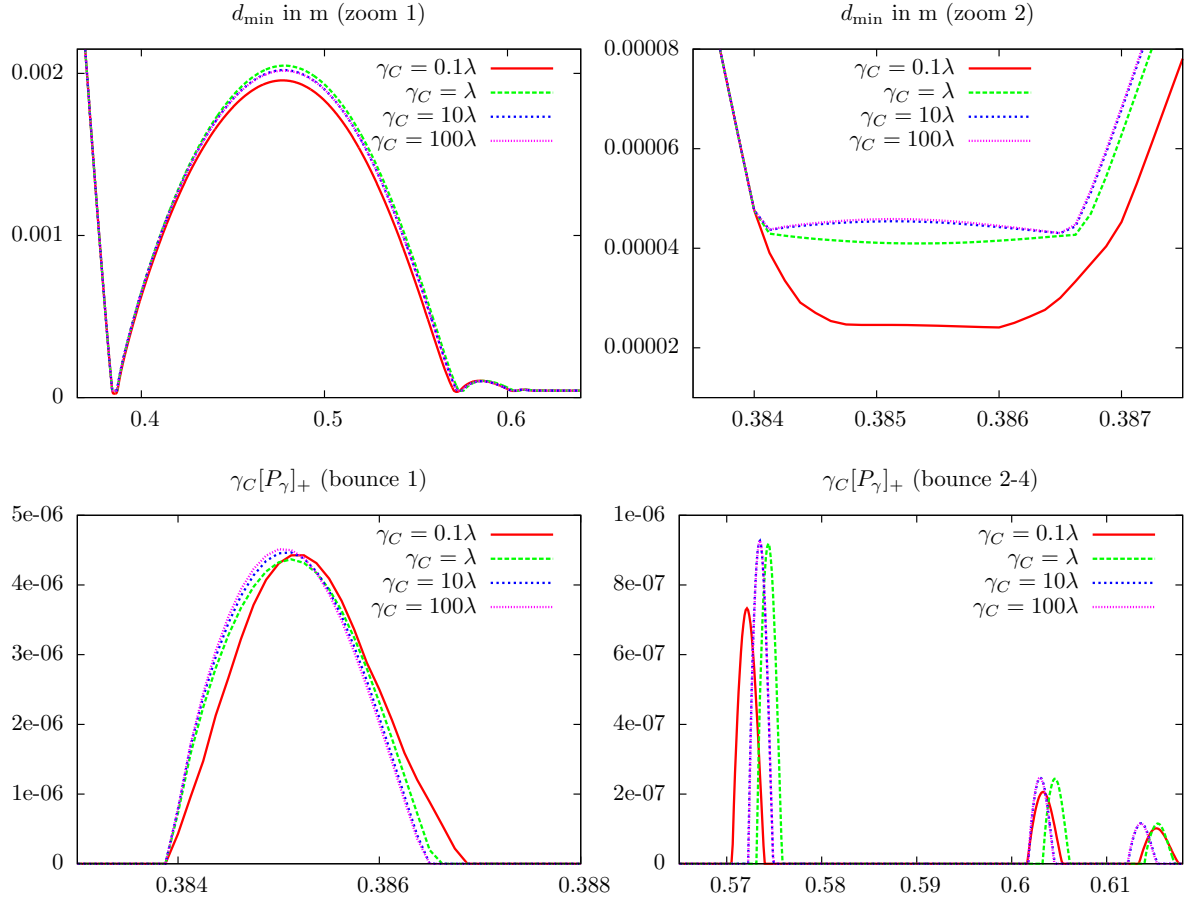 d_min in m (zoom 1)
0.002
0.001
0
0.4
0.5
0.6
γ_C = 0.1λ
γ_C = λ
γ_C = 10λ
γ_C = 100λ
d_min in m (zoom 2)
0.00008
0.00006
0.00004
0.00002
0.384
0.385
0.386
0.387
γ_C = 0.1λ
γ_C = λ
γ_C = 10λ
γ_C = 100λ
γ_C[P_γ]_+ (bounce 1)
5e-06
4e-06
3e-06
2e-06
1e-06
0
0.384
0.386
0.388
γ_C = 0.1λ
γ_C = λ
γ_C = 10λ
γ_C = 100λ
γ_C[P_γ]_+ (bounce 2-4)
1e-06
8e-07
6e-07
4e-07
2e-07
0
0.57
0.58
0.59
0.6
0.61
γ_C = 0.1λ
γ_C = λ
γ_C = 10λ
γ_C = 100λ